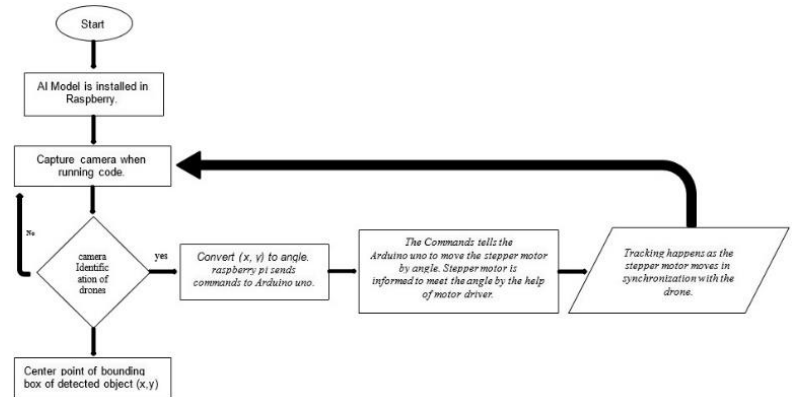 Start
AI Model is installed in
Raspberry.
Capture camera when
running code.
No
camera
Identific
ation of
drones
yes
Convert (x, y) to angle.
raspberry pi sends
commands to Arduino uno.
The Commands tells the
Arduino uno to move the stepper motor
by angle. Stepper motor is
informed to meet the angle by the help
of motor driver.
Tracking happens as the
stepper motor moves in
synchronization with the
drone.
Center point of bounding
box of detected object (x,y)